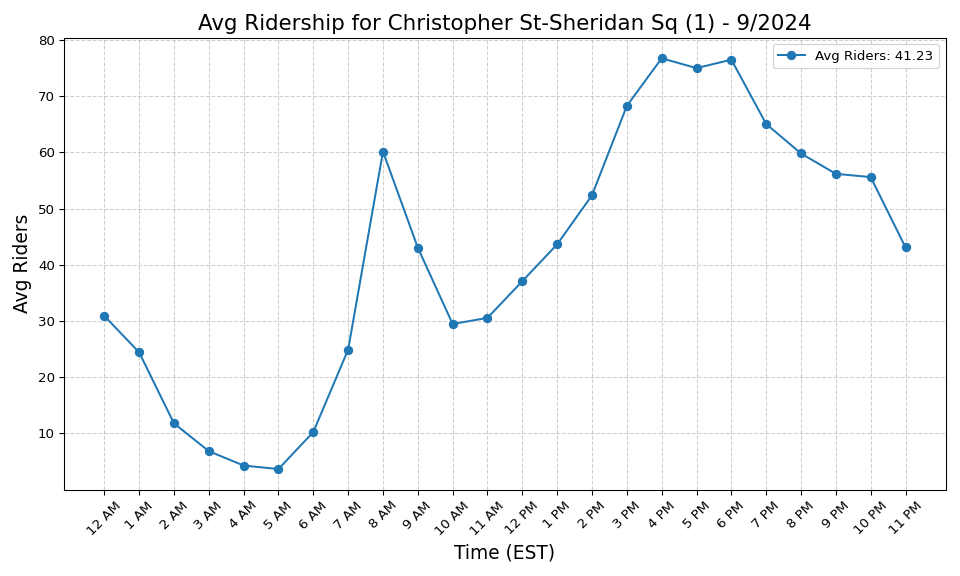 Avg Ridership for Christopher St-Sheridan Sq (1) - 9/2024
Avg Riders: 41.23
Avg Riders
80
70
60
50
40
30
20
10
12 AM
1 AM
2 AM
3 AM
4 AM
5 AM
6 AM
7 AM
8 AM
9 AM
10 AM
11 AM
12 PM
1 PM
2 PM
3 PM
4 PM
5 PM
6 PM
7 PM
8 PM
9 PM
10 PM
11 PM
Time (EST)